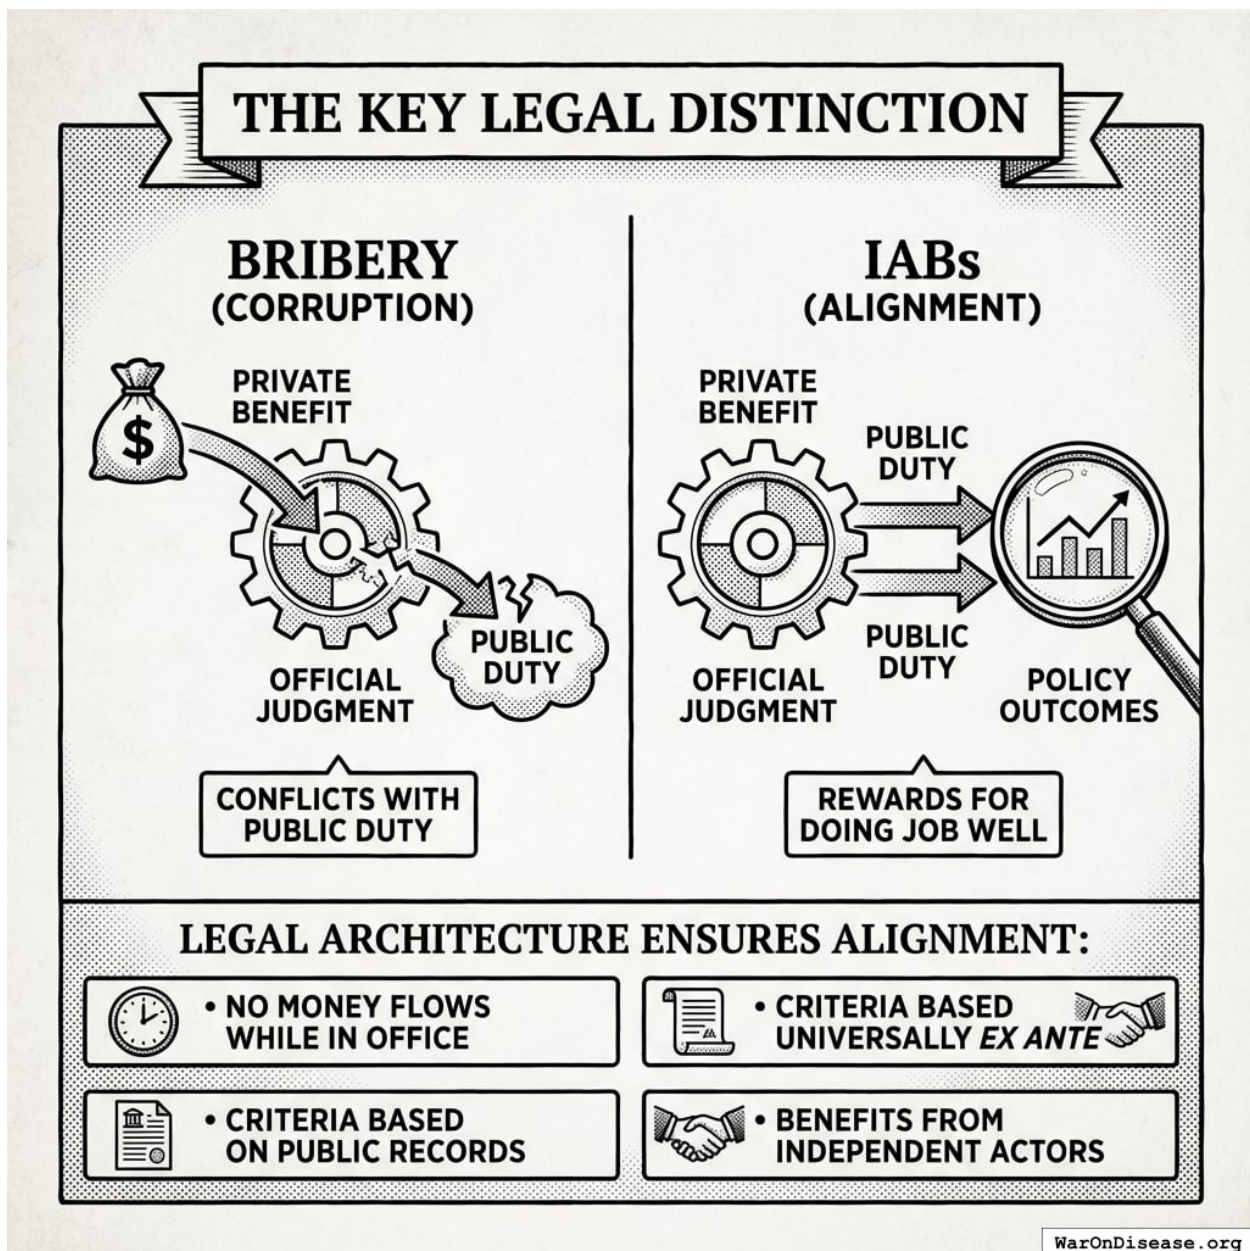 THE KEY LEGAL DISTINCTION
BRIBERY
(CORRUPTION)
PRIVATE
BENEFIT
$
OFFICIAL
JUDGMENT
PUBLIC
DUTY
CONFLICTS WITH
PUBLIC DUTY
IABs
(ALIGNMENT)
PRIVATE
BENEFIT
PUBLIC
DUTY
OFFICIAL
JUDGMENT
PUBLIC
DUTY
POLICY
OUTCOMES
REWARDS FOR
DOING JOB WELL
LEGAL ARCHITECTURE ENSURES ALIGNMENT:
• NO MONEY FLOWS
WHILE IN OFFICE
• CRITERIA BASED
UNIVERSALLY EX ANTE
• CRITERIA BASED
ON PUBLIC RECORDS
• BENEFITS FROM
INDEPENDENT ACTORS
WarOnDisease.org